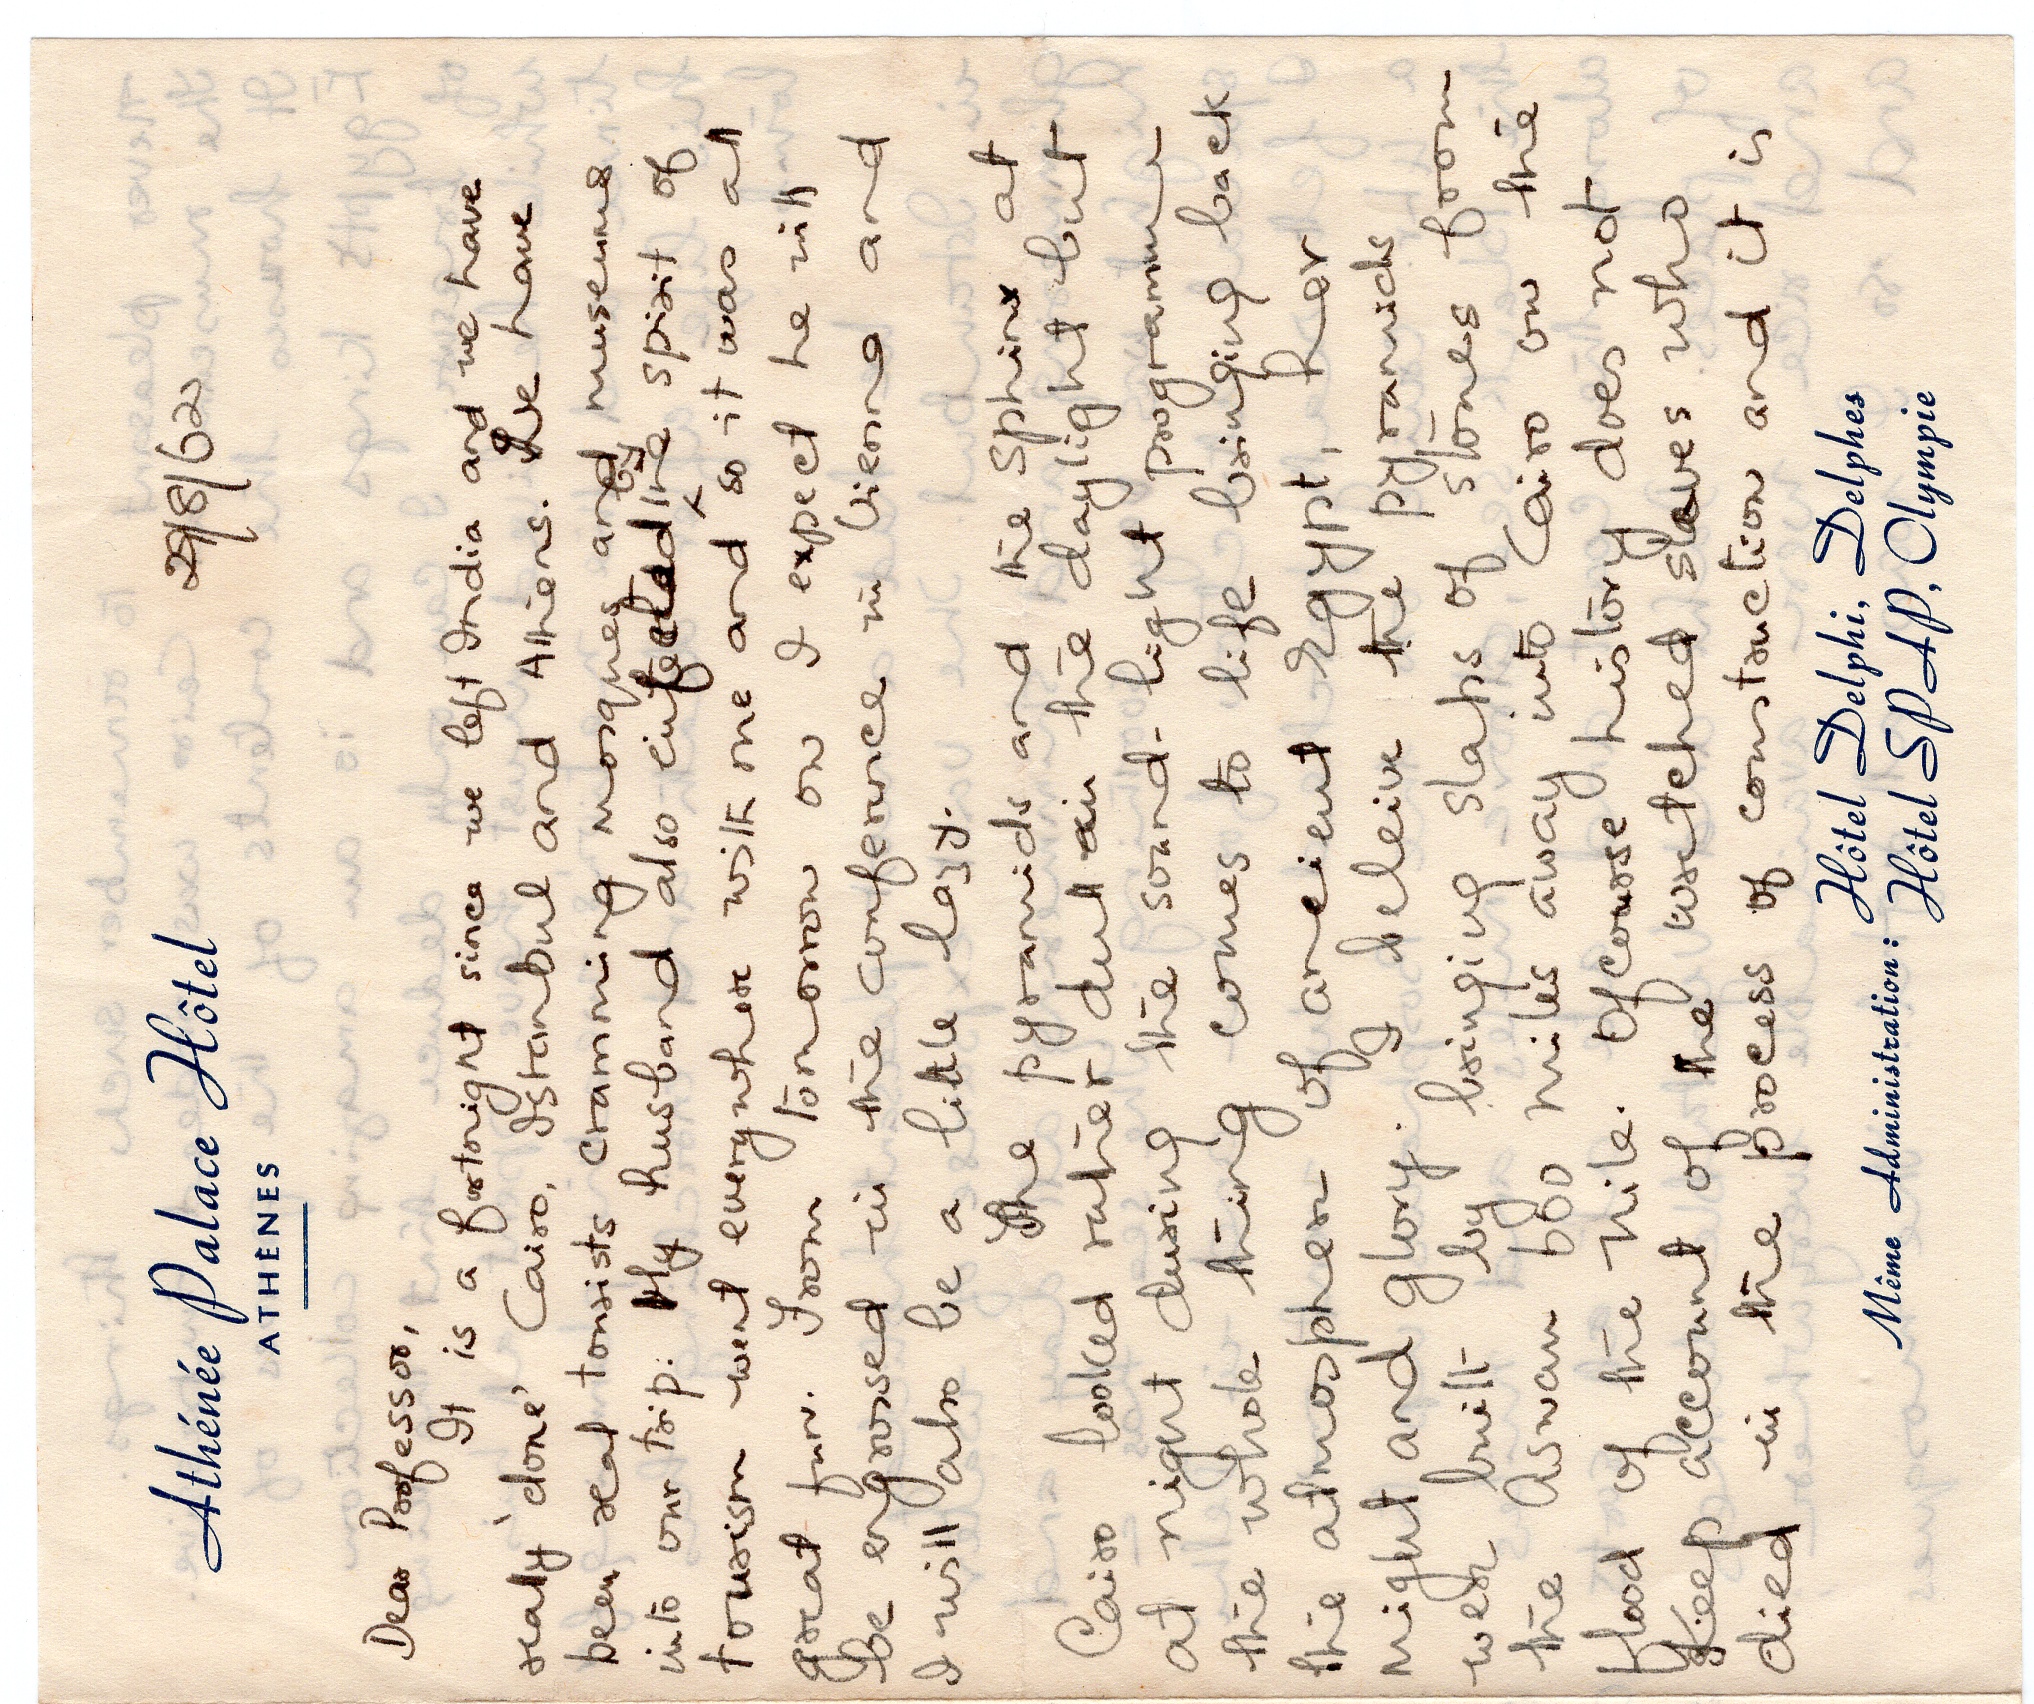 Athénée Palace Hôtel
ATHÈNES
29/8/62
Dear Professor,
It is a fortnight since we left India and we have
really 'done' Cairo, Istanbul and Athens. We have
been real tourists cramming mosques and museums
into our trip. My husband also infected by the spirit of
tourism went everywhere with me and so it was all
great fun. From tomorrow on I expect he will
be engrossed in the conference in Vienna and
I will also be a little lazy.
The pyramids and the Sphinx at
Cairo looked rather dull in the daylight but
at night during the sound-light programme
the whole thing comes to life bringing back
the atmospher of ancient Egypt, her
might and glory. I beleive the pyramids
were built by bringing slabs of stones from
the Aswan 600 miles away into Cairo on the
flood of the Nile. Of course history does not
keep account of the wretched slaves who
died in the process of construction and it is
Même Administration: Hôtel Delphi, Delphes
Hôtel SPAP, Olympie